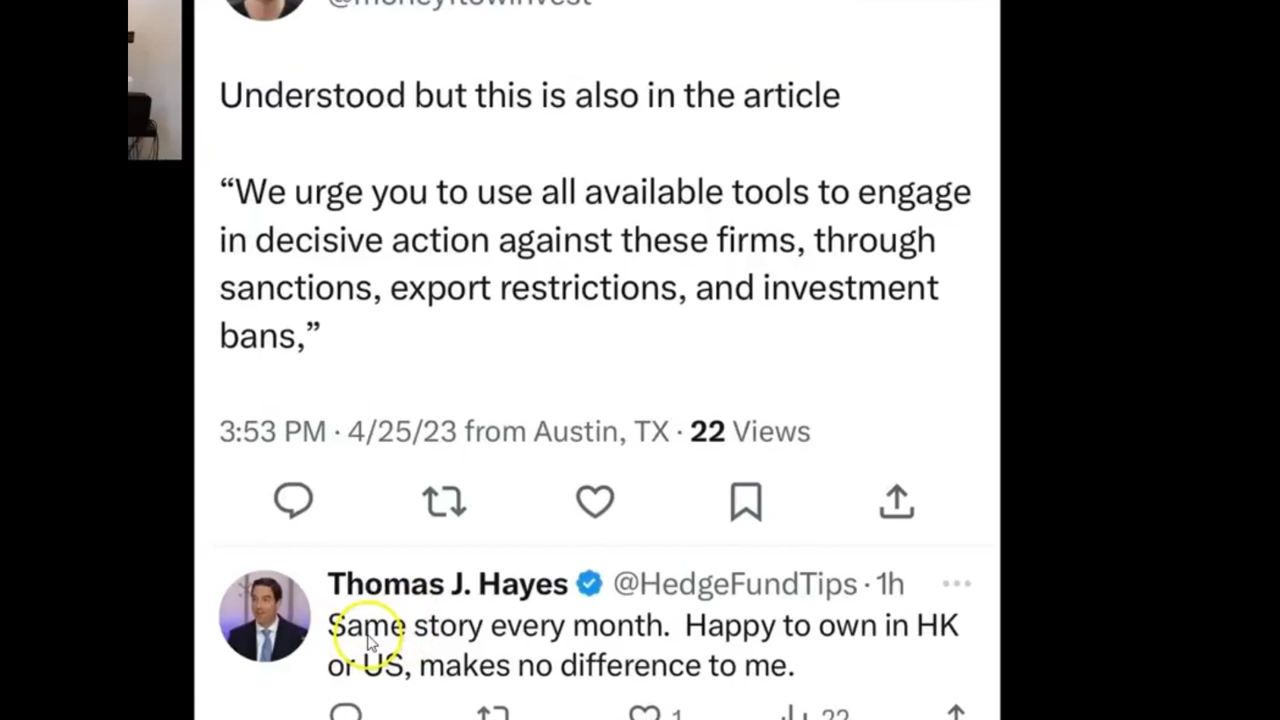 Understood but this is also in the article
“We urge you to use all available tools to engage
in decisive action against these firms, through
sanctions, export restrictions, and investment
bans,”
3:53 PM · 4/25/23 from Austin, TX · 22 Views
Thomas J. Hayes @HedgeFundTips · 1h
Same story every month.  Happy to own in HK
or US, makes no difference to me.
1 22